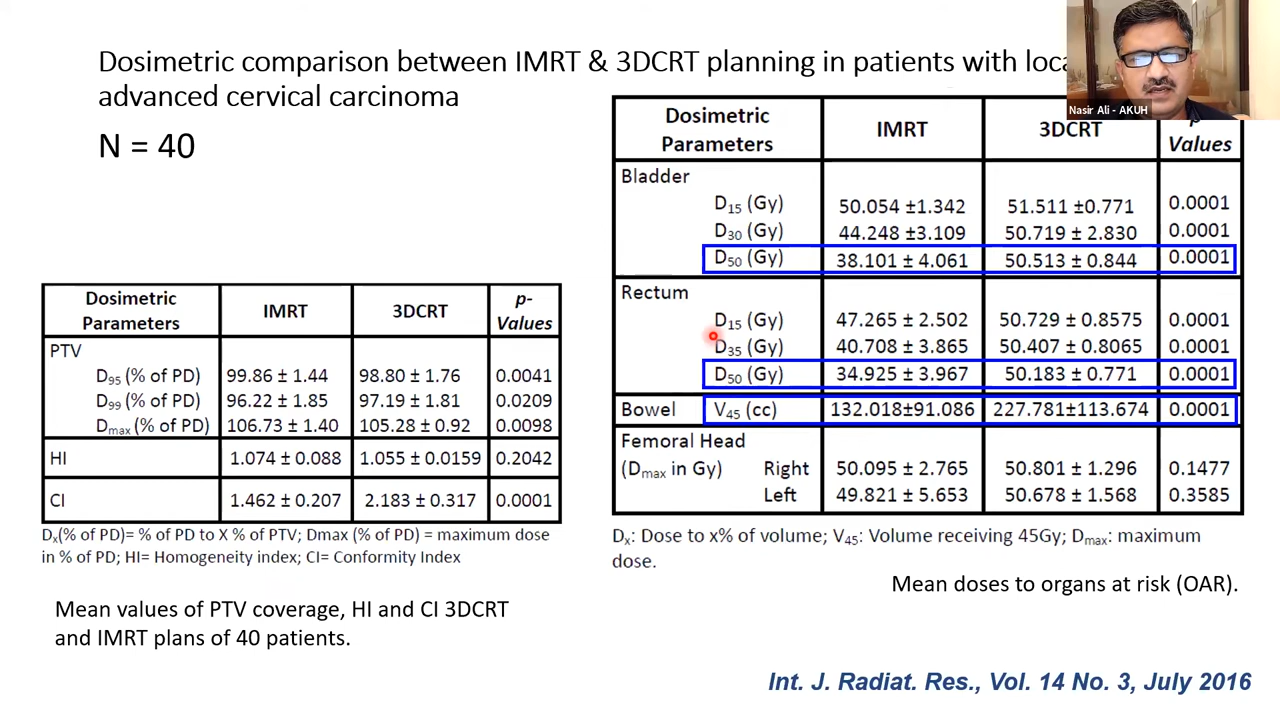 Dosimetric comparison between IMRT & 3DCRT planning in patients with
advanced cervical carcinoma
N = 40
Nasir Ali - AKUH
Dosimetric Parameters IMRT 3DCRT p-Values
PTV
D95 (% of PD) 99.86 ± 1.44 98.80 ± 1.76 0.0041
D99 (% of PD) 96.22 ± 1.85 97.19 ± 1.81 0.0209
Dmax (% of PD) 106.73 ± 1.40 105.28 ± 0.92 0.0098
HI 1.074 ± 0.088 1.055 ± 0.0159 0.2042
CI 1.462 ± 0.207 2.183 ± 0.317 0.0001
Dx(% of PD)= % of PD to X % of PTV; Dmax (% of PD) = maximum dose
in % of PD; HI= Homogeneity index; CI= Conformity Index
Mean values of PTV coverage, HI and CI 3DCRT
and IMRT plans of 40 patients.
Dosimetric Parameters IMRT 3DCRT Values
Bladder
D15 (Gy) 50.054 ±1.342 51.511 ±0.771 0.0001
D30 (Gy) 44.248 ±3.109 50.719 ± 2.830 0.0001
D50 (Gy) 38.101 ± 4.061 50.513 ± 0.844 0.0001
Rectum
D15 (Gy) 47.265 ± 2.502 50.729 ± 0.8575 0.0001
D35 (Gy) 40.708 ± 3.865 50.407 ± 0.8065 0.0001
D50 (Gy) 34.925 ± 3.967 50.183 ± 0.771 0.0001
Bowel V45 (cc) 132.018±91.086 227.781±113.674 0.0001
Femoral Head
(Dmax in Gy) Right 50.095 ± 2.765 50.801 ± 1.296 0.1477
Left 49.821 ± 5.653 50.678 ± 1.568 0.3585
Dx: Dose to x% of volume; V45: Volume receiving 45Gy; Dmax: maximum
dose.
Mean doses to organs at risk (OAR).
Int. J. Radiat. Res., Vol. 14 No. 3, July 2016